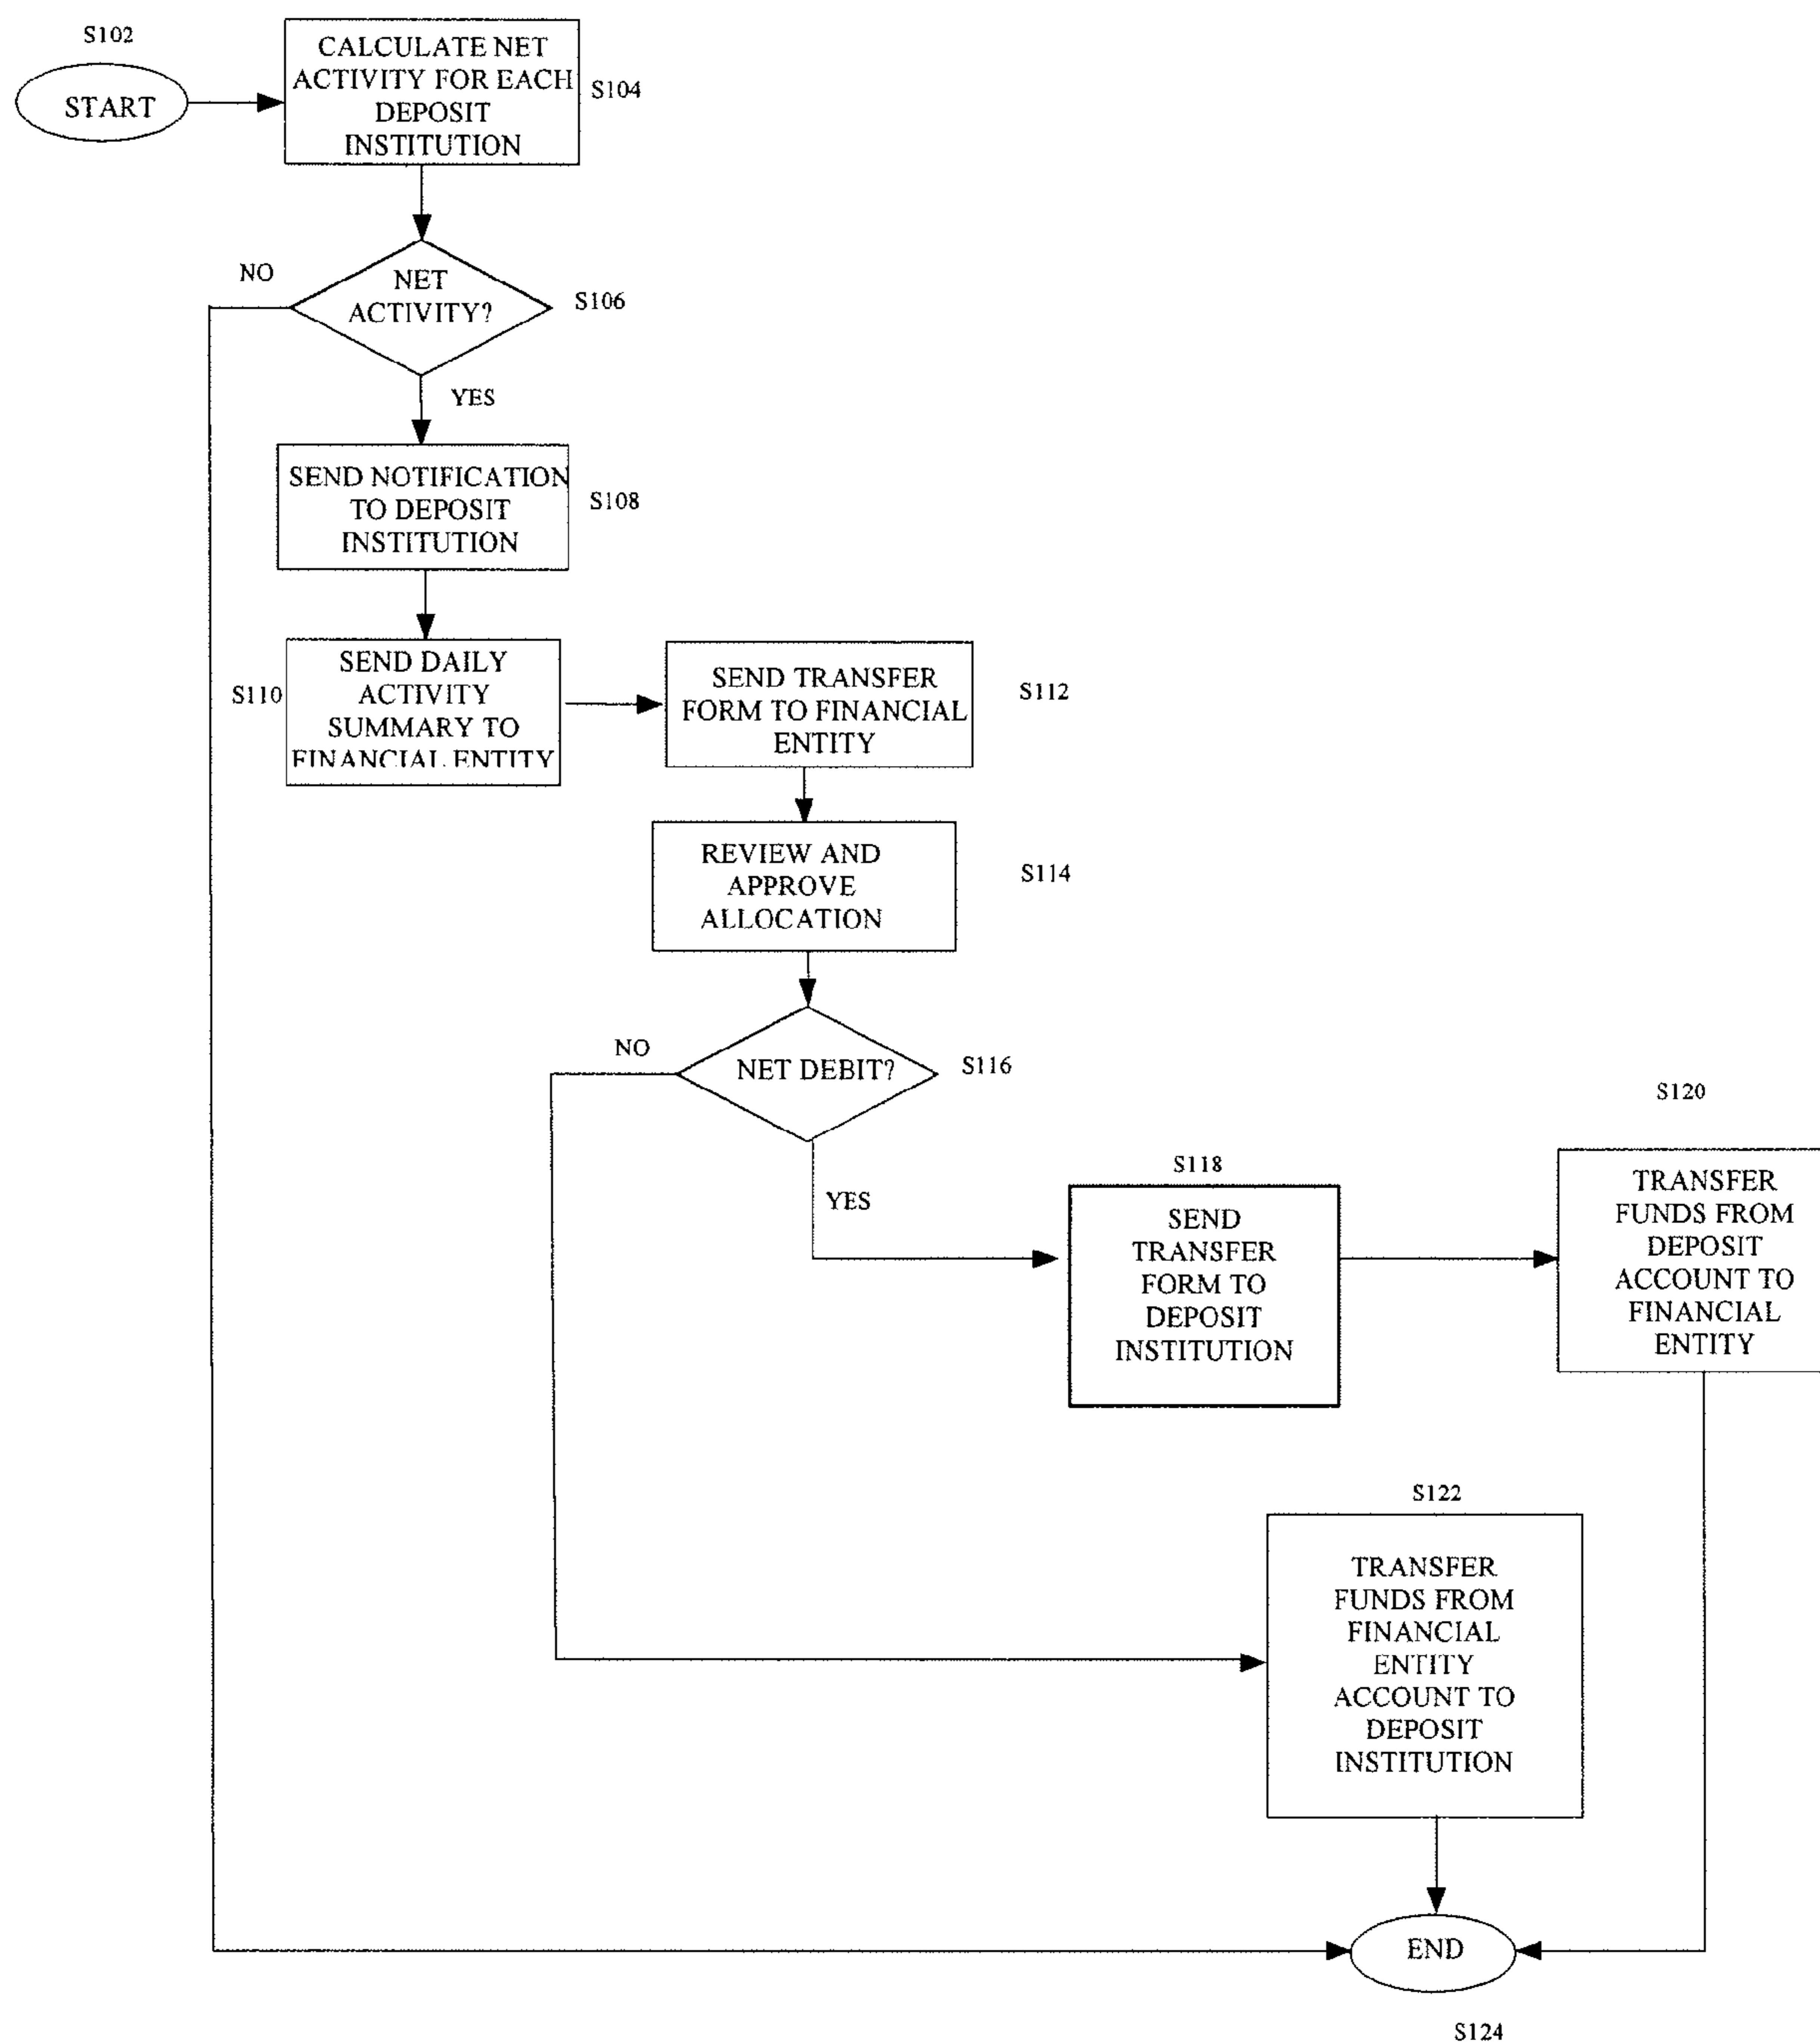 S102
START
CALCULATE NET
ACTIVITY FOR EACH
DEPOSIT
INSTITUTION
S104
NO
NET
ACTIVITY?
S106
YES
SEND NOTIFICATION
TO DEPOSIT
INSTITUTION
S108
S110
SEND DAILY
ACTIVITY
SUMMARY TO
FINANCIAL ENTITY
SEND TRANSFER
FORM TO FINANCIAL
ENTITY
S112
REVIEW AND
APPROVE
ALLOCATION
S114
NO
NET DEBIT?
S116
YES
S118
SEND
TRANSFER
FORM TO
DEPOSIT
INSTITUTION
S120
TRANSFER
FUNDS FROM
DEPOSIT
ACCOUNT TO
FINANCIAL
ENTITY
S122
TRANSFER
FUNDS FROM
FINANCIAL
ENTITY
ACCOUNT TO
DEPOSIT
INSTITUTION
END
S124